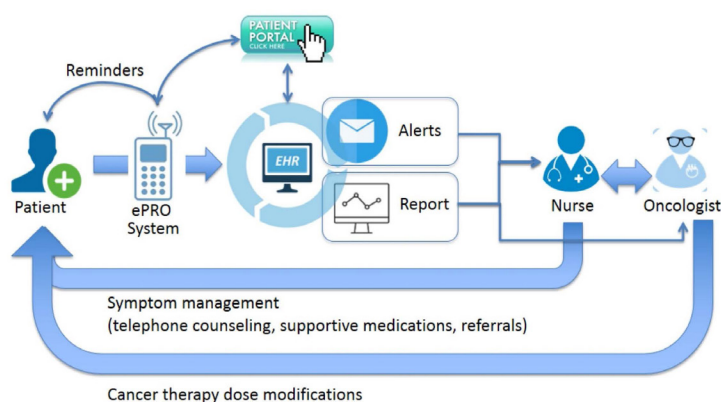 PATIENT
PORTAL
CLICK HERE
Reminders
EHR
Alerts
Report
Patient
ePRO
System
Nurse
Oncologist
Symptom management
(telephone counseling, supportive medications, referrals)
Cancer therapy dose modifications